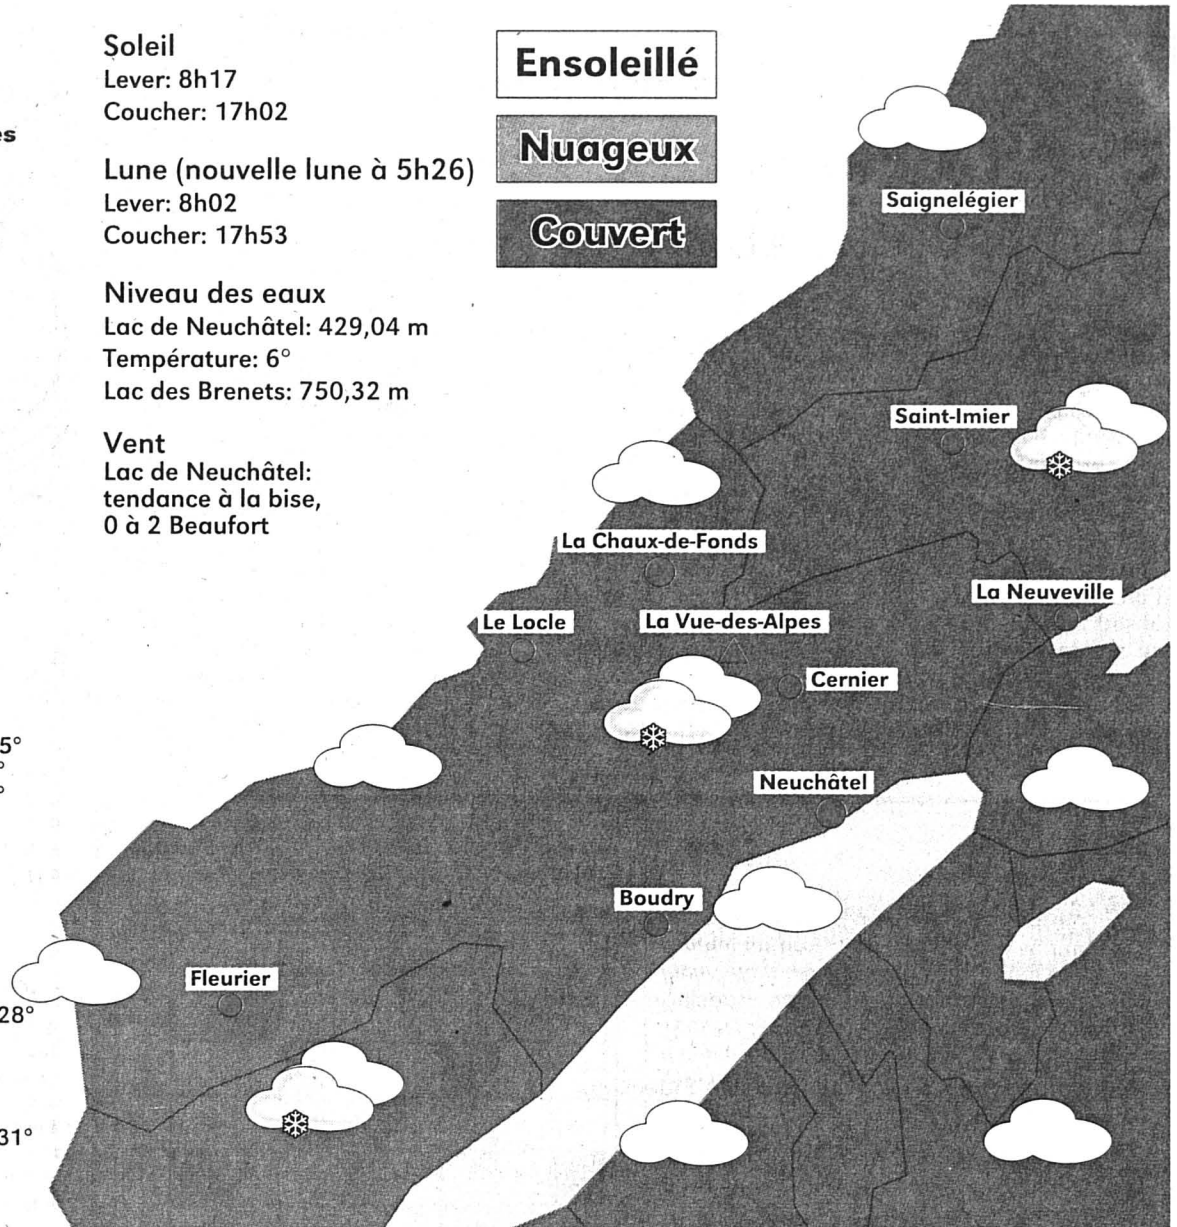 Soleil
Lever: 8h17
Coucher: 17h02
Lune (nouvelle lune à 5h26)
Lever: 8h02
Coucher: 17h53
Niveau des eaux
Lac de Neuchâtel: 429,04 m
Température: 6°
Lac des Brenets: 750,32 m
Vent
Lac de Neuchâtel:
tendance à la bise,
0 à 2 Beaufort
Ensoleillé
Nuageux
Couvert
Saignelégier
Saint-Imier
La Chaux-de-Fonds
La Neuveville
Le Locle
La Vue-des-Alpes
Cernier
Neuchâtel
Boudry
Fleurier
es
5°
°
°
28°
31°